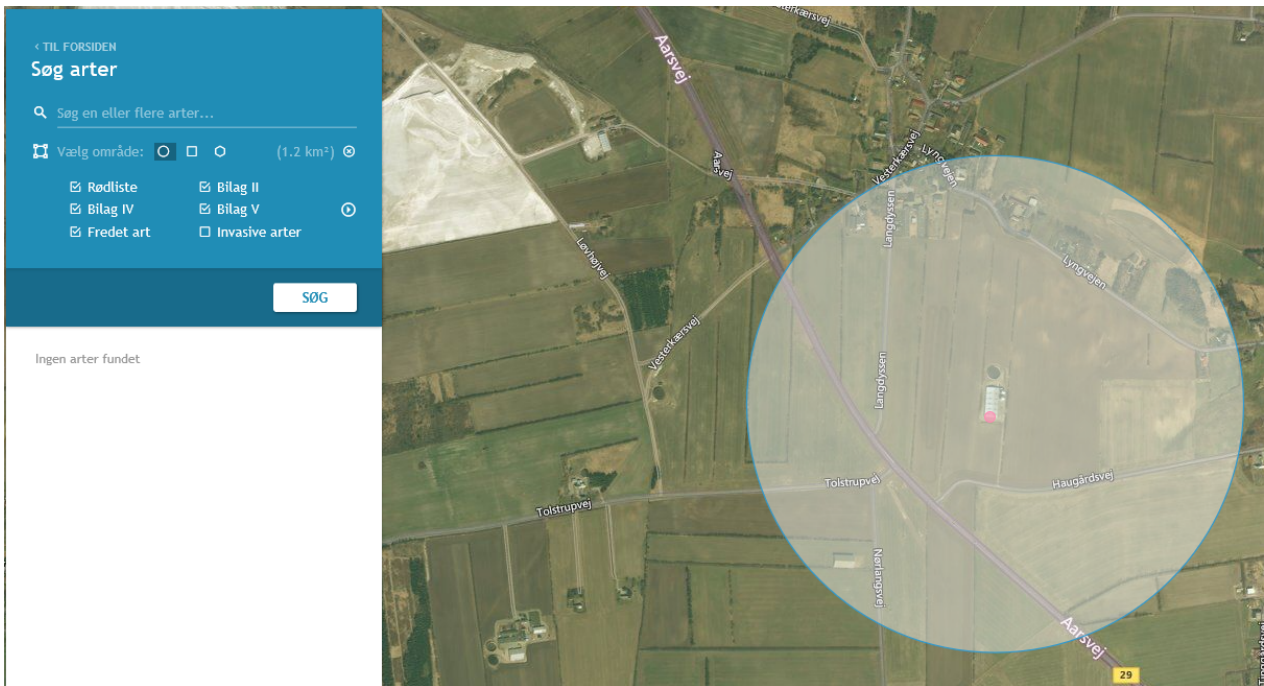 ‹ TIL FORSIDEN
Søg arter
Søg en eller flere arter...
Vælg område: (1.2 km²)
Rødliste Bilag II
Bilag IV Bilag V
Fredet art Invasive arter
SØG
Ingen arter fundet
Aarsvej
Aarsvej
Vesterkærsvej
Lyngvejen
Langdyssen
Løvhøjvej
Lyngvejen
Vesterkærsvej
Langdyssen
Tolstrupvej
Haugårdsvej
Tolstrupvej
Nørlangsvej
Aarsvej
29